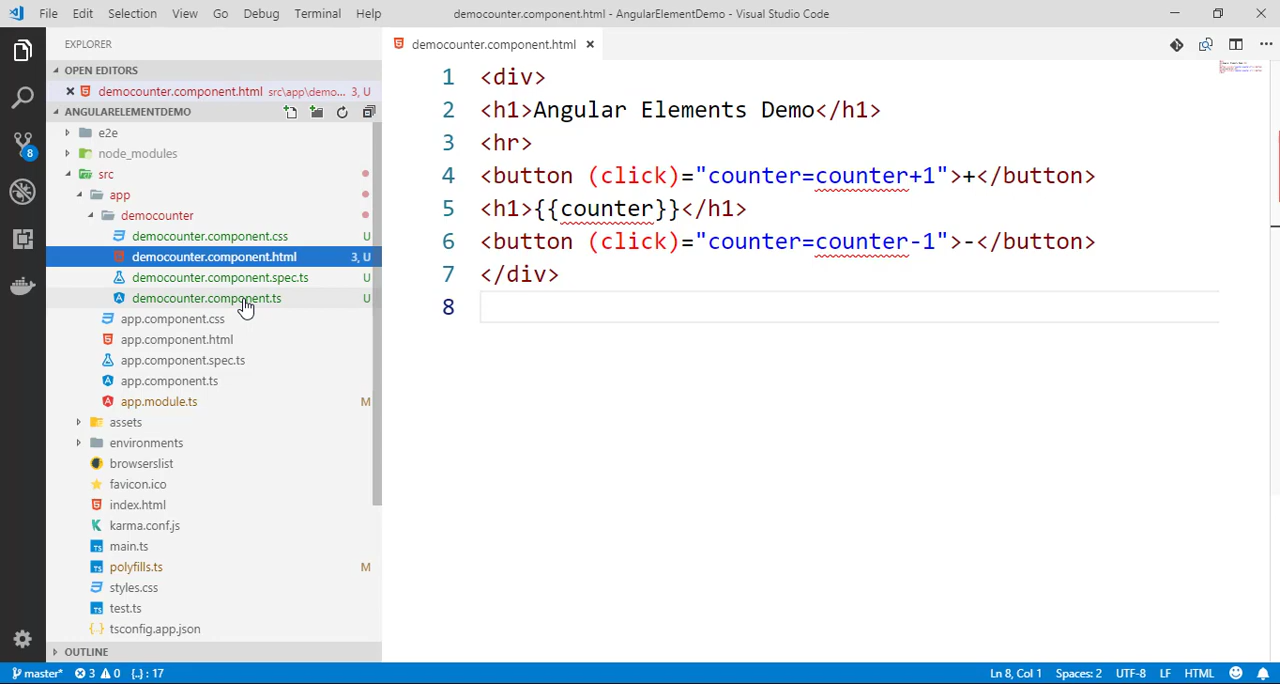 File Edit Selection View Go Debug Terminal Help democounter.component.html - AngularElementDemo - Visual Studio Code
EXPLORER
OPEN EDITORS
democounter.component.html src\app\demo... 3, U
ANGULARELEMENTDEMO
e2e
node_modules
src
app
democounter
democounter.component.css U
democounter.component.html 3, U
democounter.component.spec.ts U
democounter.component.ts U
app.component.css
app.component.html
app.component.spec.ts
app.component.ts
app.module.ts M
assets
environments
browserslist
favicon.ico
index.html
karma.conf.js
main.ts
polyfills.ts M
styles.css
test.ts
tsconfig.app.json
OUTLINE
8
democounter.component.html
1 <div>
2 <h1>Angular Elements Demo</h1>
3 <hr>
4 <button (click)="counter=counter+1">+</button>
5 <h1>{{counter}}</h1>
6 <button (click)="counter=counter-1">-</button>
7 </div>
8
master* 3 0 {..} : 17 Ln 8, Col 1 Spaces: 2 UTF-8 LF HTML